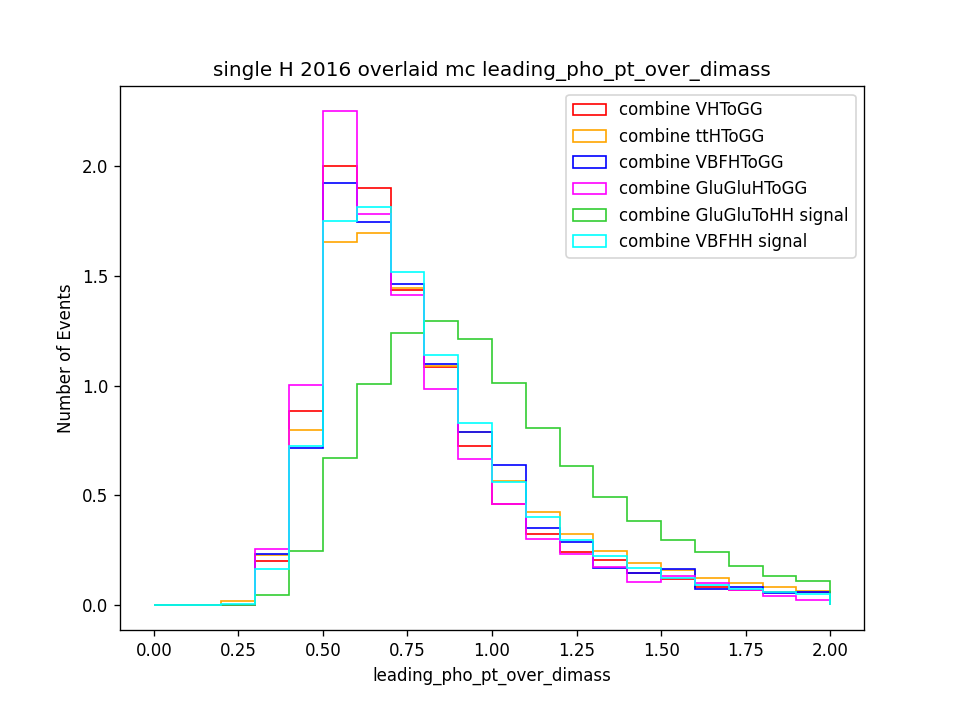 single H 2016 overlaid mc leading_pho_pt_over_dimass
combine VHToGG
combine ttHToGG
combine VBFHToGG
combine GluGluHToGG
combine GluGluToHH signal
combine VBFHH signal
Number of Events
2.0
1.5
1.0
0.5
0.0
0.00 0.25 0.50 0.75 1.00 1.25 1.50 1.75 2.00
leading_pho_pt_over_dimass